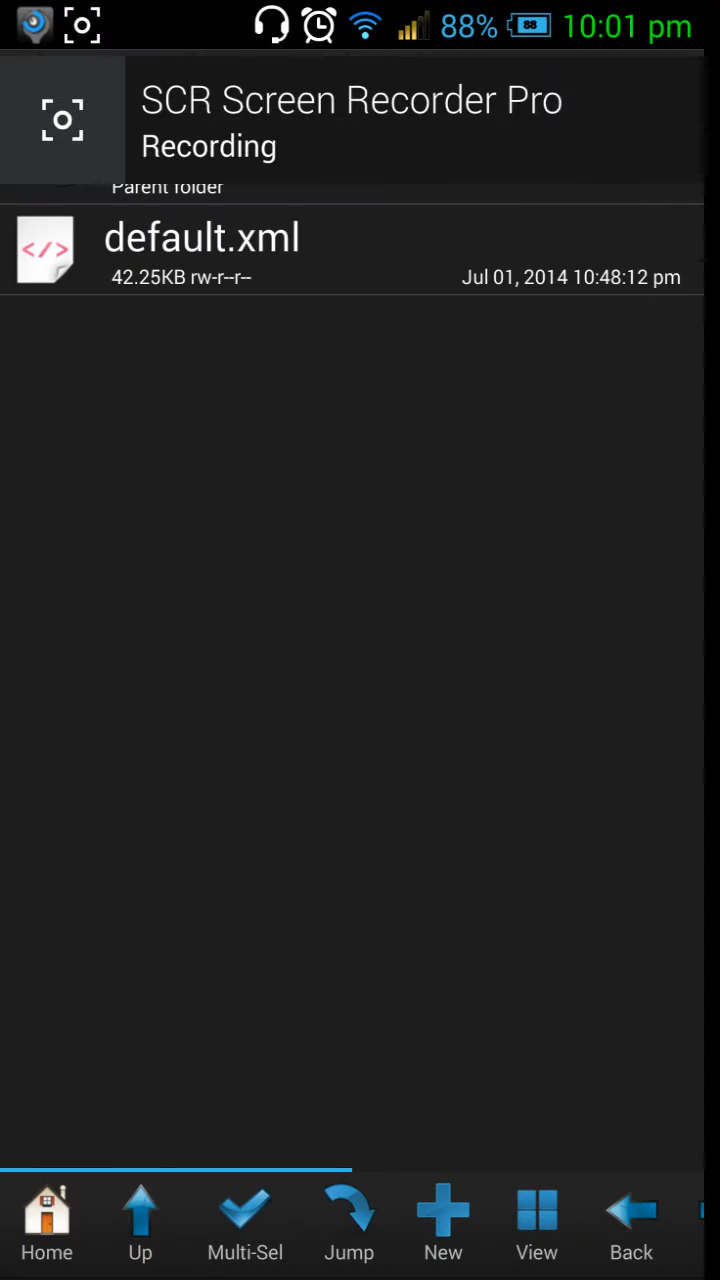 88% 88 10:01 pm
SCR Screen Recorder Pro
Recording
Parent folder
</>
default.xml
42.25KB rw-r--r-- Jul 01, 2014 10:48:12 pm
Home Up Multi-Sel Jump New View Back